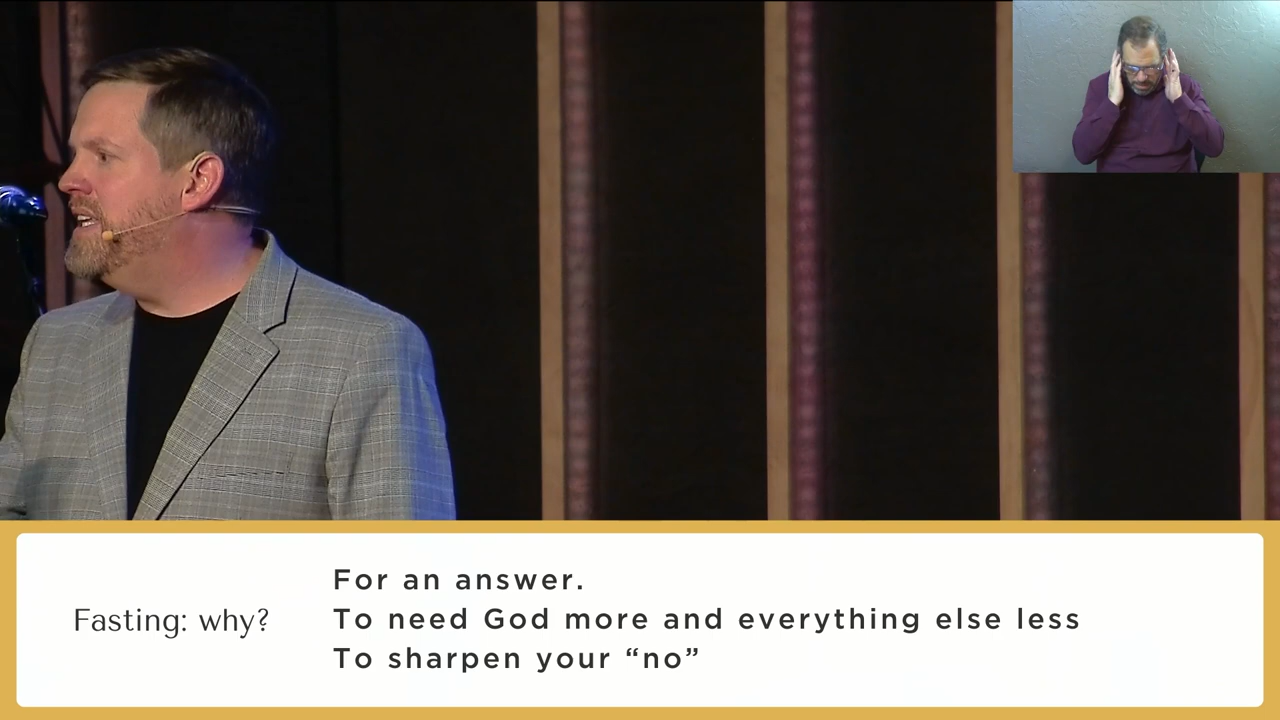 Fasting: why?
For an answer.
To need God more and everything else less
To sharpen your “no”